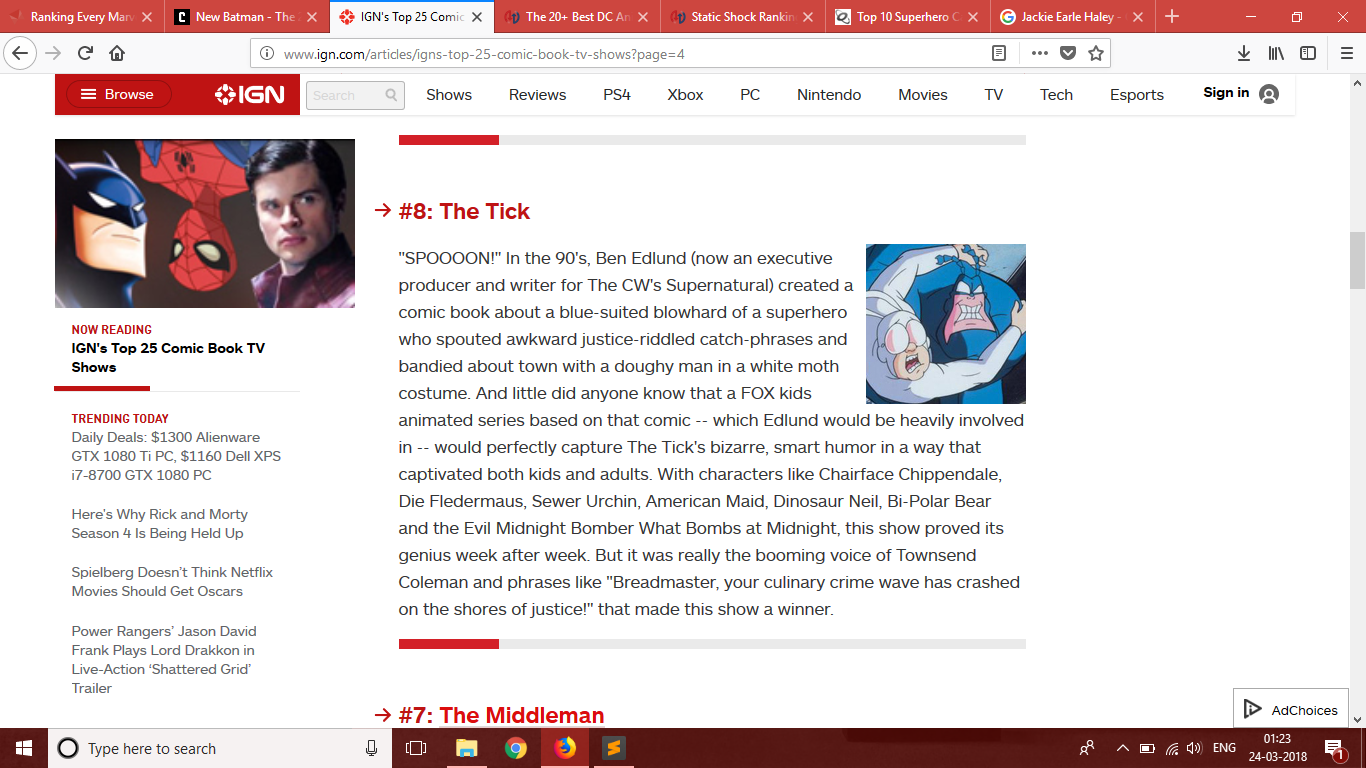 Ranking Every Marv
New Batman - The
IGN's Top 25 Comic
The 20+ Best DC An
Static Shock Rankin
Top 10 Superhero C
Jackie Earle Haley -
www.ign.com/articles/igns-top-25-comic-book-tv-shows?page=4
Browse
IGN
Search
Shows
Reviews
PS4
Xbox
PC
Nintendo
Movies
TV
Tech
Esports
Sign in
NOW READING
IGN's Top 25 Comic Book TV
Shows
TRENDING TODAY
Daily Deals: $1300 Alienware
GTX 1080 Ti PC, $1160 Dell XPS
i7-8700 GTX 1080 PC
Here's Why Rick and Morty
Season 4 Is Being Held Up
Spielberg Doesn't Think Netflix
Movies Should Get Oscars
Power Rangers' Jason David
Frank Plays Lord Drakkon in
Live-Action 'Shattered Grid'
Trailer
#8: The Tick
"SPOOOON!" In the 90's, Ben Edlund (now an executive
producer and writer for The CW's Supernatural) created a
comic book about a blue-suited blowhard of a superhero
who spouted awkward justice-riddled catch-phrases and
bandied about town with a doughy man in a white moth
costume. And little did anyone know that a FOX kids
animated series based on that comic -- which Edlund would be heavily involved
in -- would perfectly capture The Tick's bizarre, smart humor in a way that
captivated both kids and adults. With characters like Chairface Chippendale,
Die Fledermaus, Sewer Urchin, American Maid, Dinosaur Neil, Bi-Polar Bear
and the Evil Midnight Bomber What Bombs at Midnight, this show proved its
genius week after week. But it was really the booming voice of Townsend
Coleman and phrases like "Breadmaster, your culinary crime wave has crashed
on the shores of justice!" that made this show a winner.
#7: The Middleman
AdChoices
Type here to search
ENG
01:23
24-03-2018
1